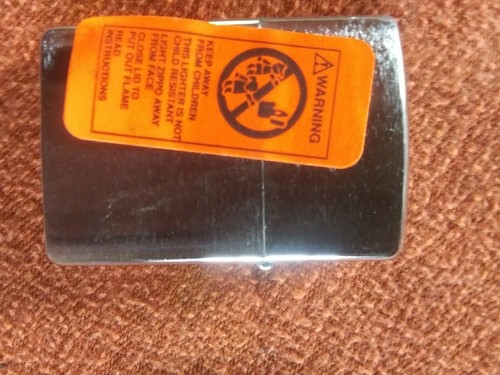 WARNING
KEEP AWAY
FROM CHILDREN
THIS LIGHTER IS NOT
CHILD RESISTANT
LIGHT ZIPPO AWAY
FROM FACE
CLOSE LID TO
PUT OUT FLAME
READ
INSTRUCTIONS